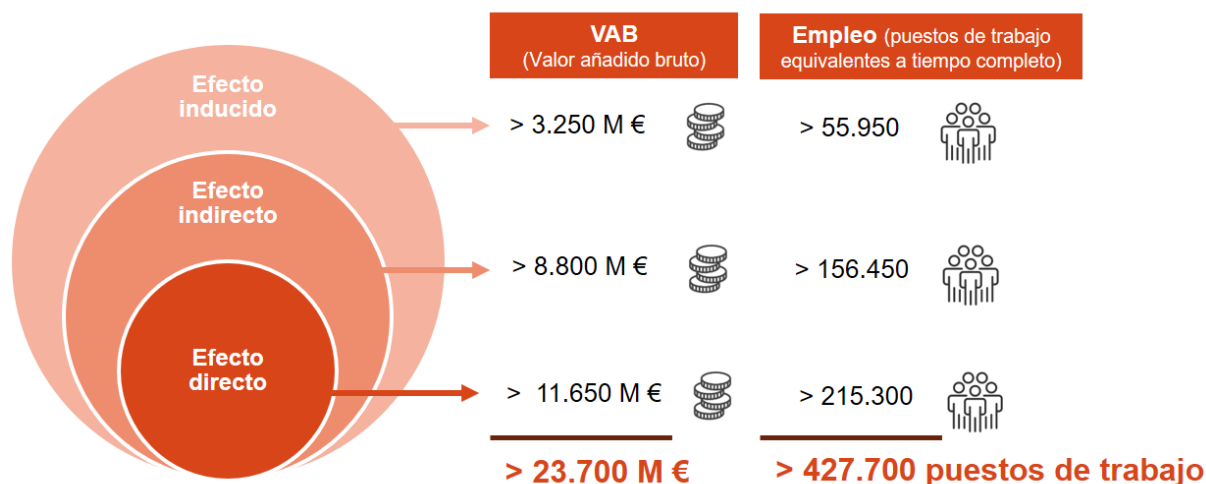 VAB
(Valor añadido bruto)
Empleo (puestos de trabajo
equivalentes a tiempo completo)
Efecto
inducido
> 3.250 M €
> 55.950
Efecto
indirecto
> 8.800 M €
> 156.450
Efecto
directo
> 11.650 M €
> 215.300
> 23.700 M €
> 427.700 puestos de trabajo